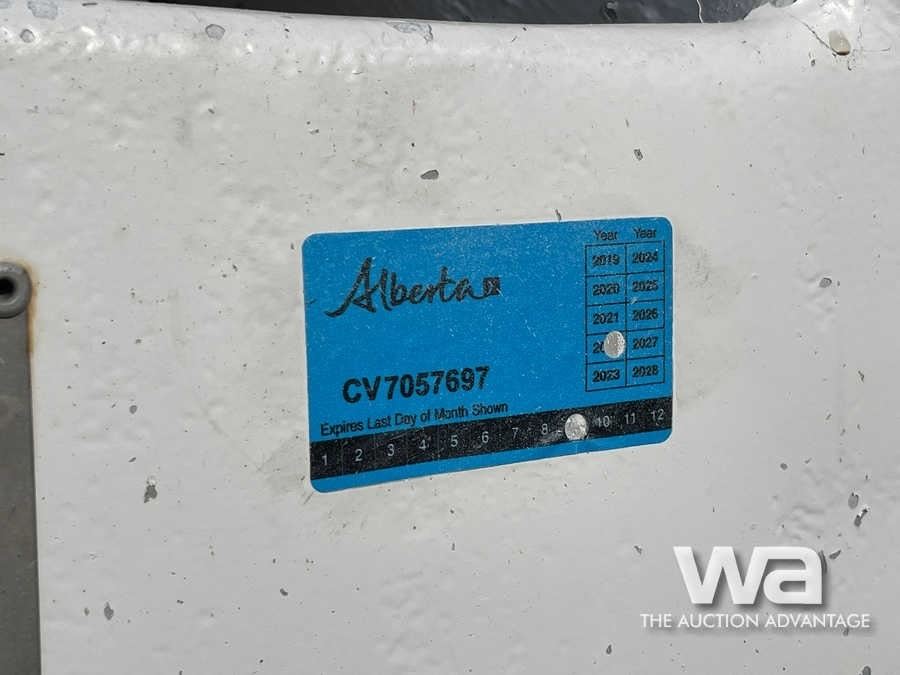 Alberta
Year Year
2019 2024
2020 2025
2021 2026
2027
2023 2028
CV7057697
Expires Last Day of Month Shown
1 2 3 4 5 6 7 8 10 11 12
wa
THE AUCTION ADVANTAGE